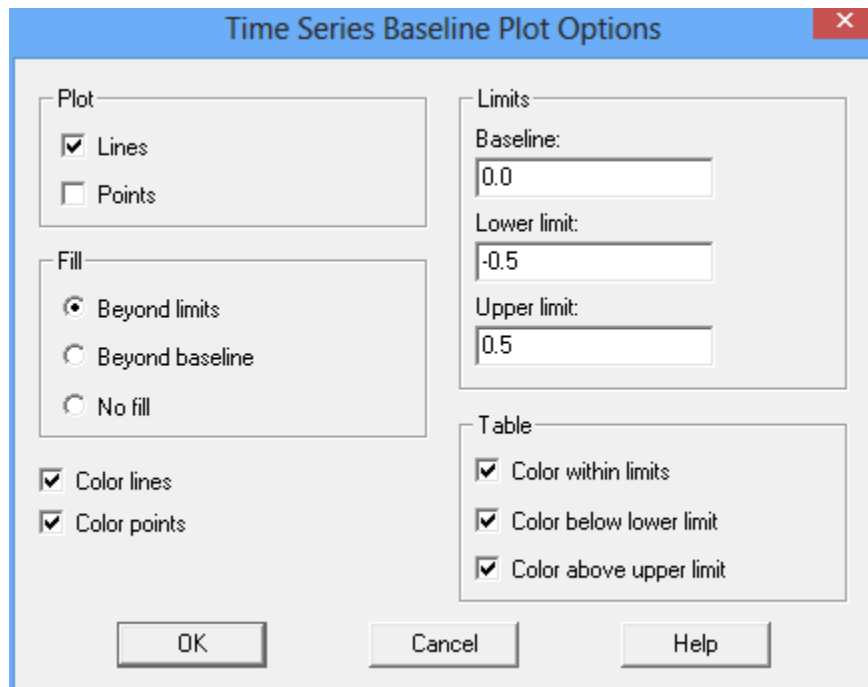 Time Series Baseline Plot Options
Plot
Lines
Points
Fill
Beyond limits
Beyond baseline
No fill
Color lines
Color points
Limits
Baseline:
0.0
Lower limit:
-0.5
Upper limit:
0.5
Table
Color within limits
Color below lower limit
Color above upper limit
OK
Cancel
Help